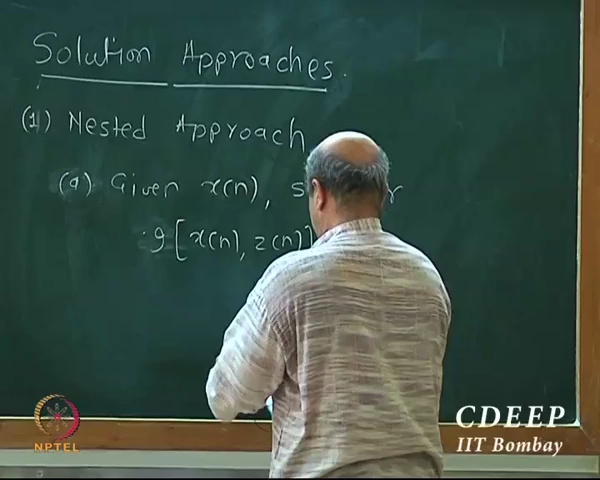 Solution Approaches.
(1) Nested Approach
(a) Given x(n), s
g[x(n), z(n)]
NPTEL
CDEEP
IIT Bombay